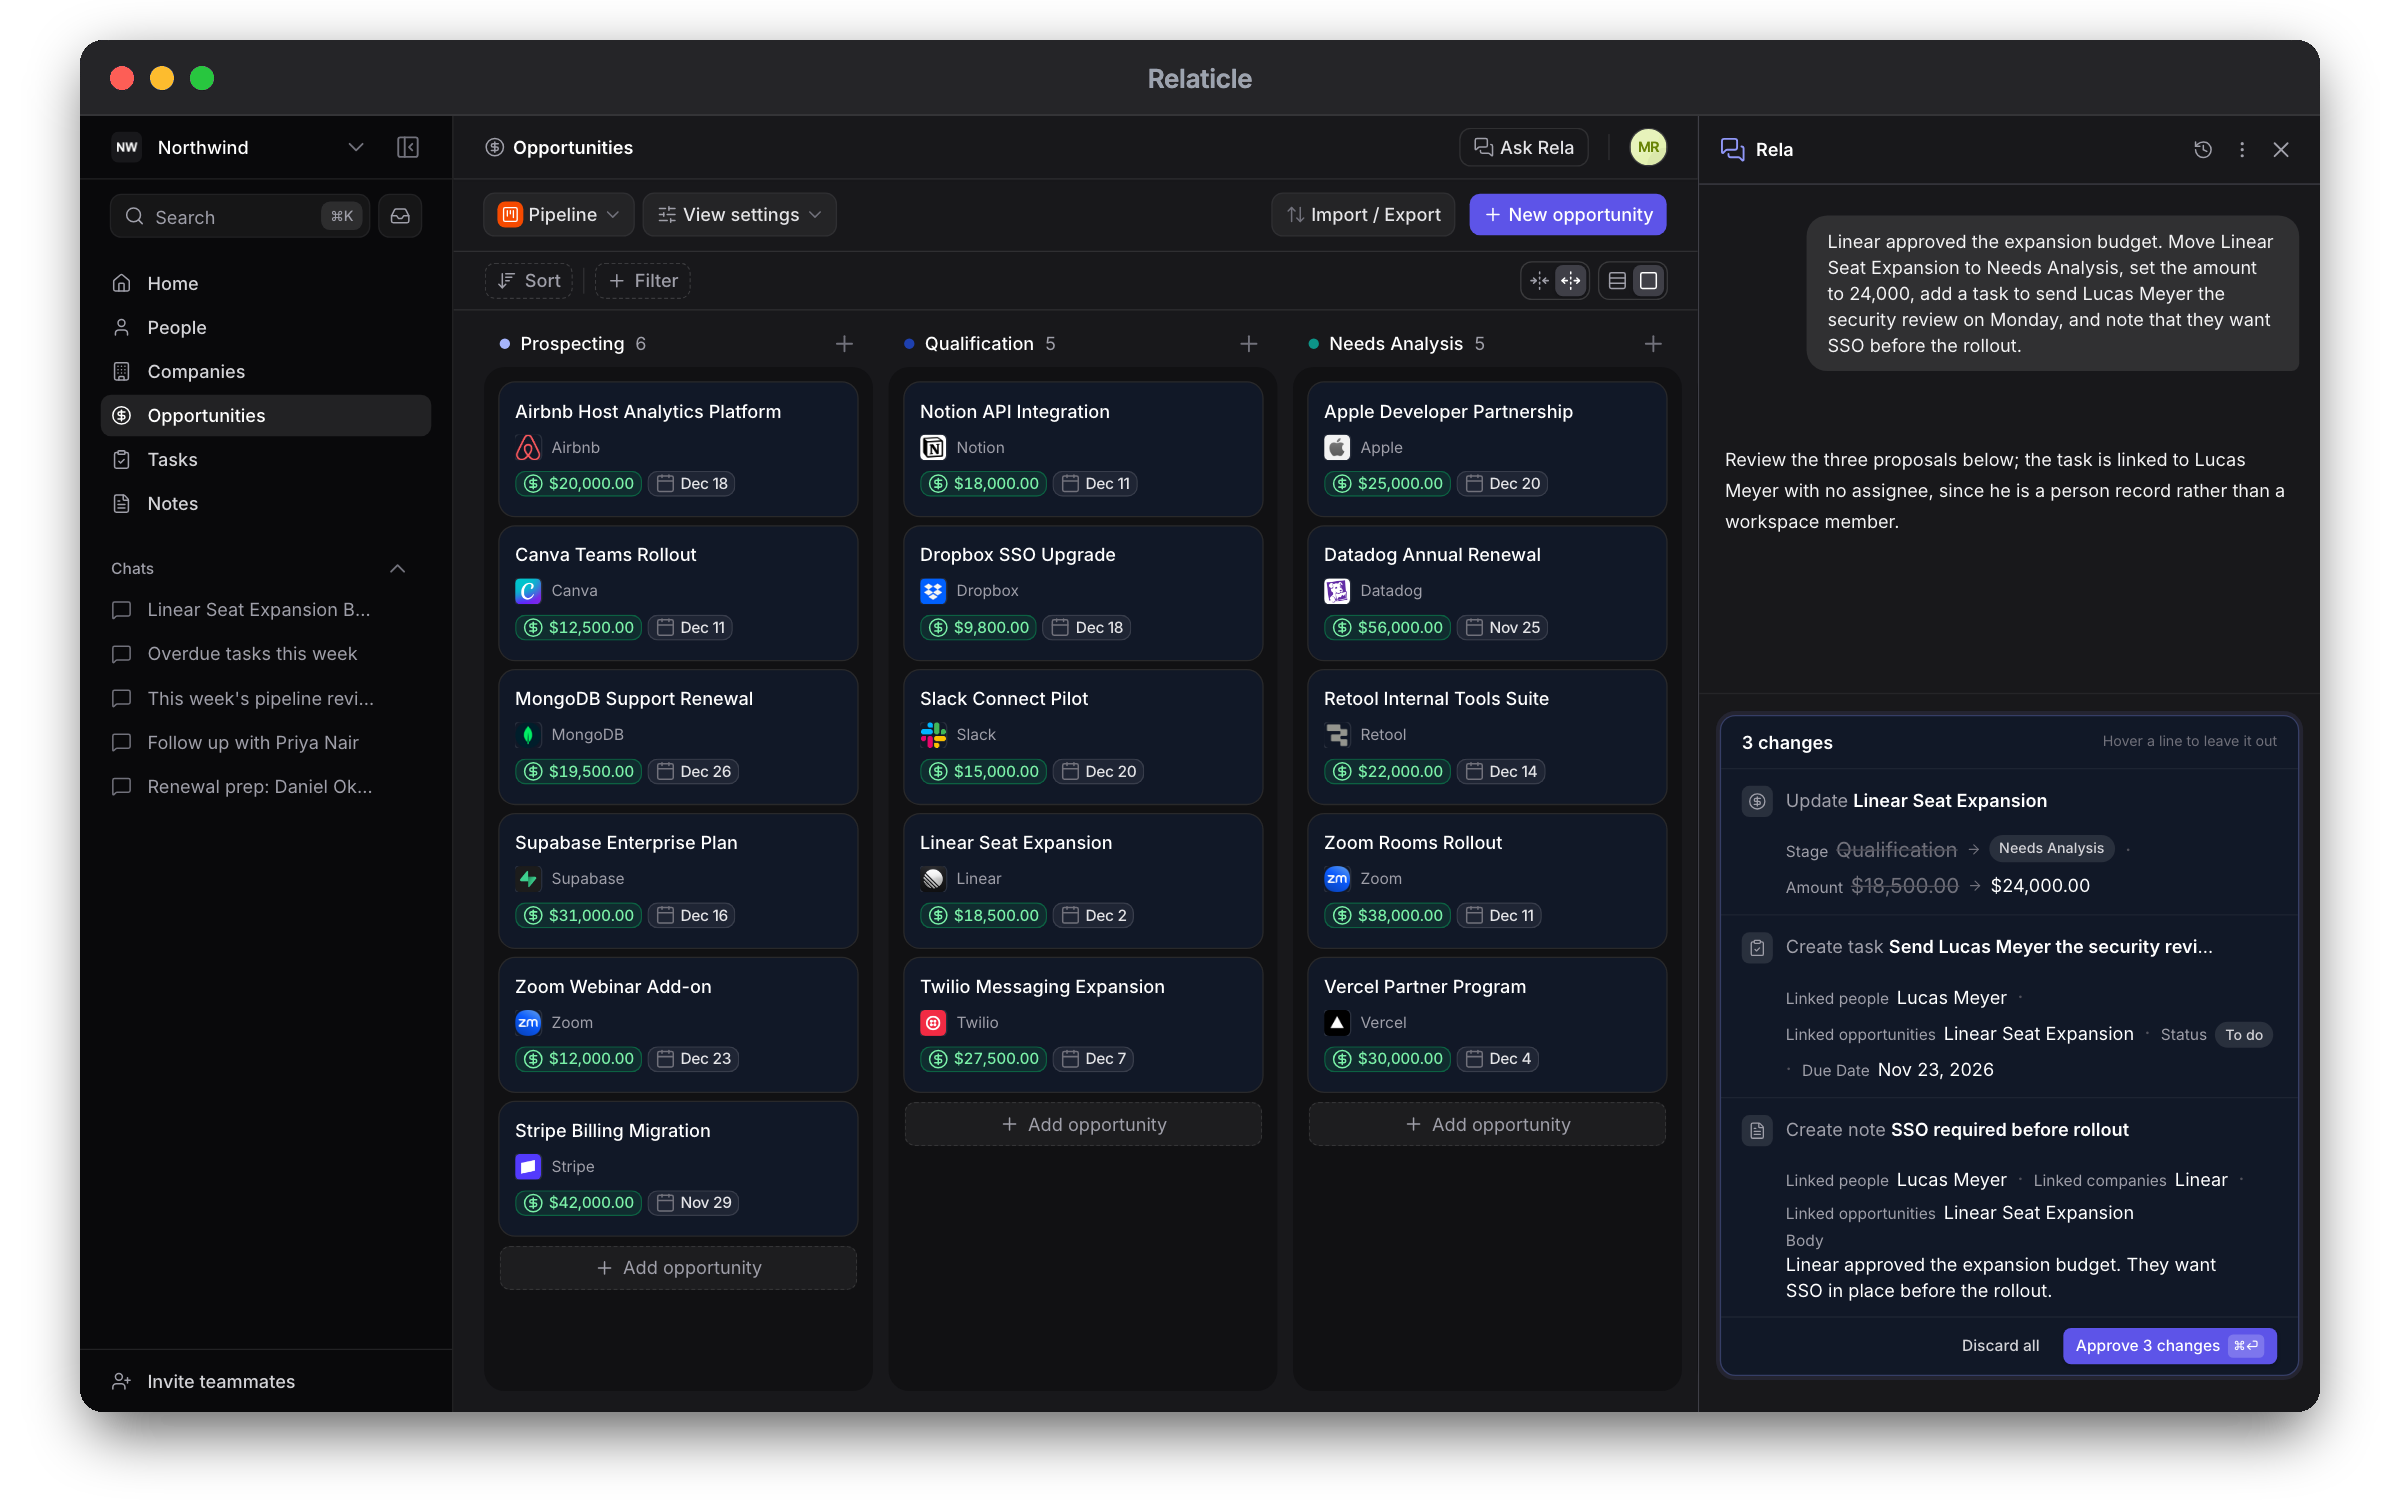 Relaticle
NW Northwind
Search ⌘K
Home
People
Companies
Opportunities
Tasks
Notes
Chats
Linear Seat Expansion B...
Overdue tasks this week
This week's pipeline revi...
Follow up with Priya Nair
Renewal prep: Daniel Ok...
Invite teammates
Opportunities
Ask Rela
MR
Pipeline
View settings
Import / Export
+ New opportunity
Sort
+ Filter
Prospecting 6
Airbnb Host Analytics Platform
Airbnb
$20,000.00 Dec 18
Canva Teams Rollout
Canva
$12,500.00 Dec 11
MongoDB Support Renewal
MongoDB
$19,500.00 Dec 26
Supabase Enterprise Plan
Supabase
$31,000.00 Dec 16
Zoom Webinar Add-on
zm Zoom
$12,000.00 Dec 23
Stripe Billing Migration
Stripe
$42,000.00 Nov 29
+ Add opportunity
Qualification 5
Notion API Integration
Notion
$18,000.00 Dec 11
Dropbox SSO Upgrade
Dropbox
$9,800.00 Dec 18
Slack Connect Pilot
Slack
$15,000.00 Dec 20
Linear Seat Expansion
Linear
$18,500.00 Dec 2
Twilio Messaging Expansion
Twilio
$27,500.00 Dec 7
+ Add opportunity
Needs Analysis 5
Apple Developer Partnership
Apple
$25,000.00 Dec 20
Datadog Annual Renewal
Datadog
$56,000.00 Nov 25
Retool Internal Tools Suite
Retool
$22,000.00 Dec 14
Zoom Rooms Rollout
zm Zoom
$38,000.00 Dec 11
Vercel Partner Program
Vercel
$30,000.00 Dec 4
+ Add opportunity
Rela
Linear approved the expansion budget. Move Linear
Seat Expansion to Needs Analysis, set the amount
to 24,000, add a task to send Lucas Meyer the
security review on Monday, and note that they want
SSO before the rollout.
Review the three proposals below; the task is linked to Lucas
Meyer with no assignee, since he is a person record rather than a
workspace member.
3 changes Hover a line to leave it out
Update Linear Seat Expansion
Stage Qualification → Needs Analysis ·
Amount $18,500.00 → $24,000.00
Create task Send Lucas Meyer the security revi...
Linked people Lucas Meyer ·
Linked opportunities Linear Seat Expansion · Status To do
· Due Date Nov 23, 2026
Create note SSO required before rollout
Linked people Lucas Meyer · Linked companies Linear ·
Linked opportunities Linear Seat Expansion
Body
Linear approved the expansion budget. They want
SSO in place before the rollout.
Discard all
Approve 3 changes ⌘⏎